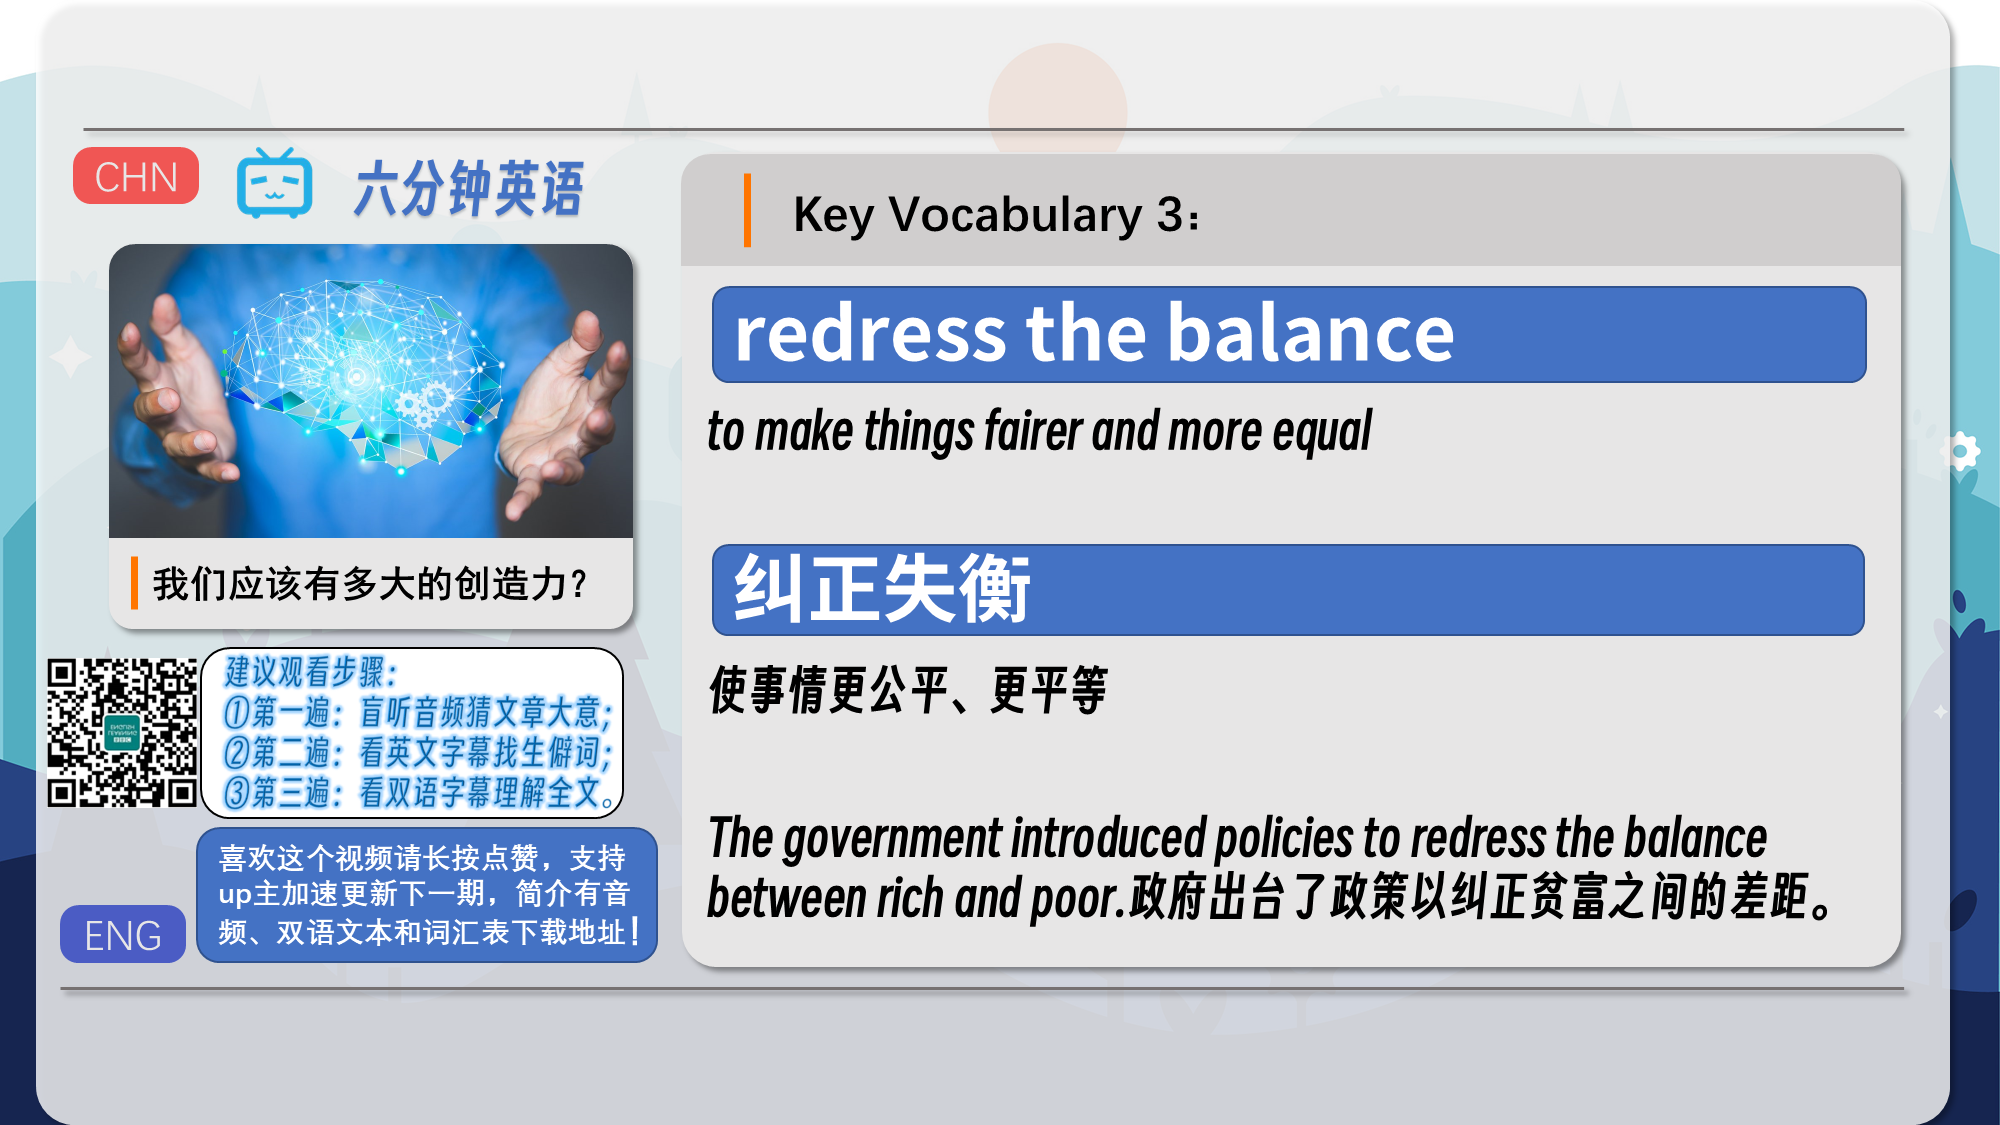 CHN
六分钟英语
我们应该有多大的创造力?
建议观看步骤：
①第一遍：盲听音频猜文章大意；
②第二遍：看英文字幕找生僻词；
③第三遍：看双语字幕理解全文。
喜欢这个视频请长按点赞，支持
up主加速更新下一期，简介有音
频、双语文本和词汇表下载地址！
ENG
Key Vocabulary 3：
redress the balance
to make things fairer and more equal
纠正失衡
使事情更公平、更平等
The government introduced policies to redress the balance
between rich and poor.政府出台了政策以纠正贫富之间的差距。